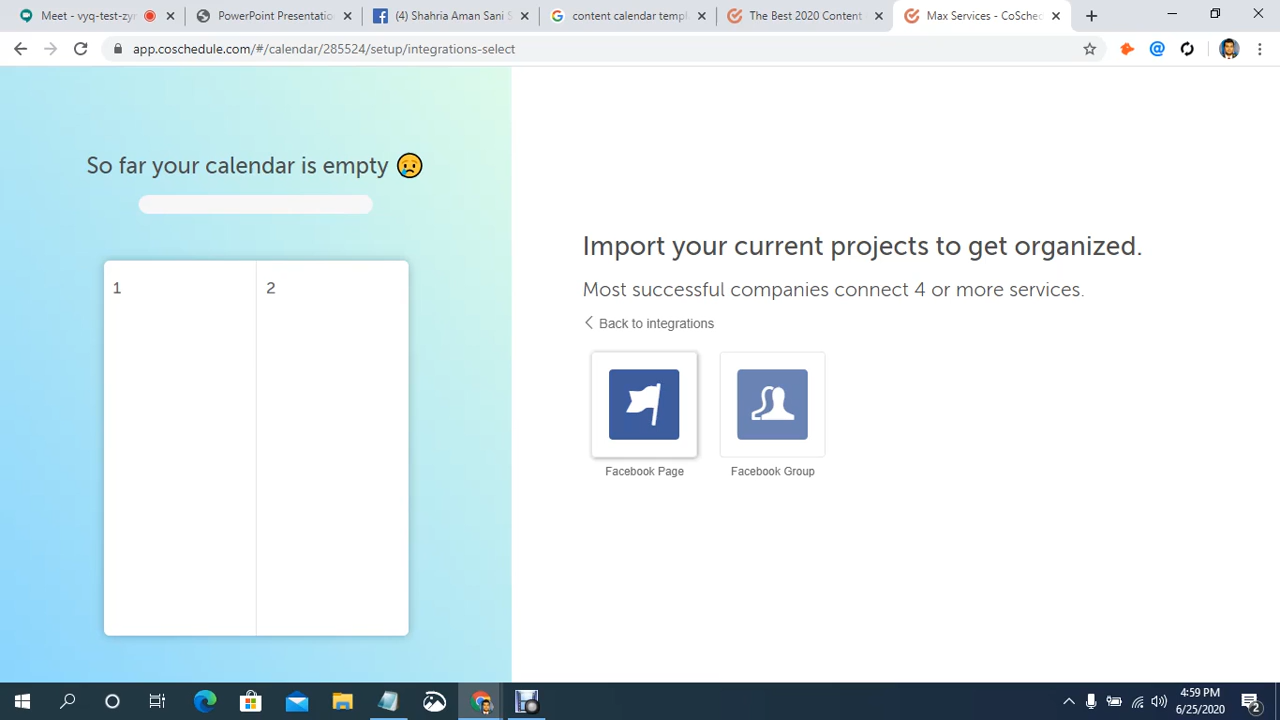 Meet - vyq-test-zyr
PowerPoint Presentatio
(4) Shahria Aman Sani S
content calendar templ
The Best 2020 Content
Max Services - CoSched
app.coschedule.com/#/calendar/285524/setup/integrations-select
So far your calendar is empty 😢
1
2
Import your current projects to get organized.
Most successful companies connect 4 or more services.
Back to integrations
Facebook Page
Facebook Group
4:59 PM
6/25/2020
2